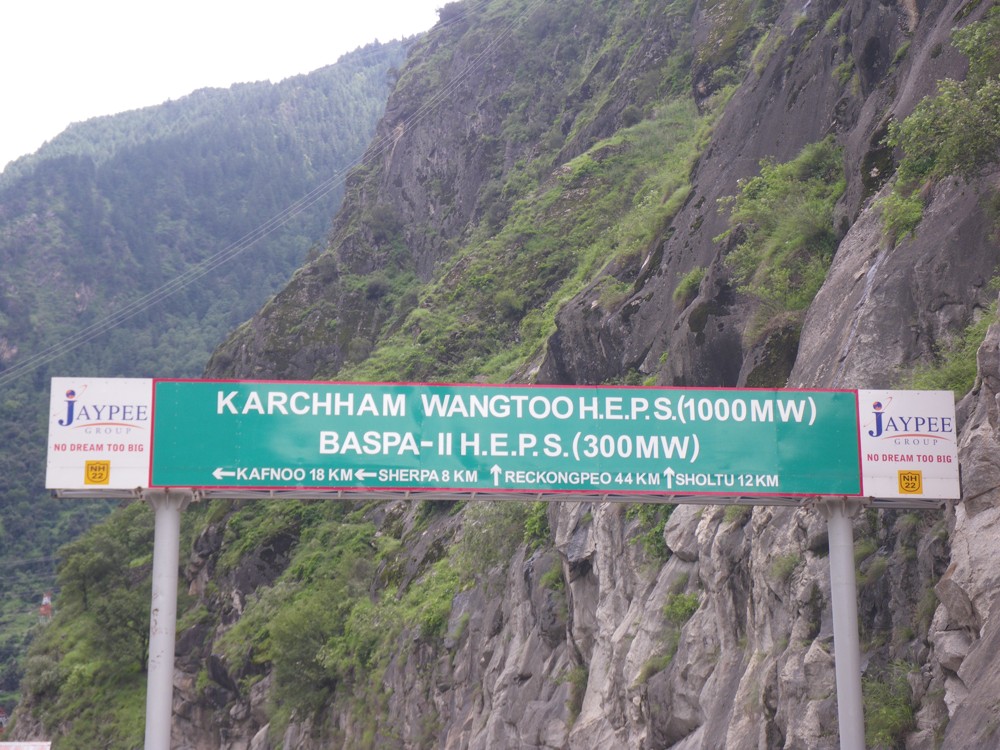 KARCHHAM WANGTOO H.E.P.S.(1000MW)
BASPA-II H.E.P.S.(300MW)
←KAFNOO 18 KM←SHERPA 8 KM ↑RECKONGPEO 44 KM↑SHOLTU 12 KM
JAYPEE
GROUP
NO DREAM TOO BIG
NH
22
JAYPEE
GROUP
NO DREAM TOO BIG
NH
22